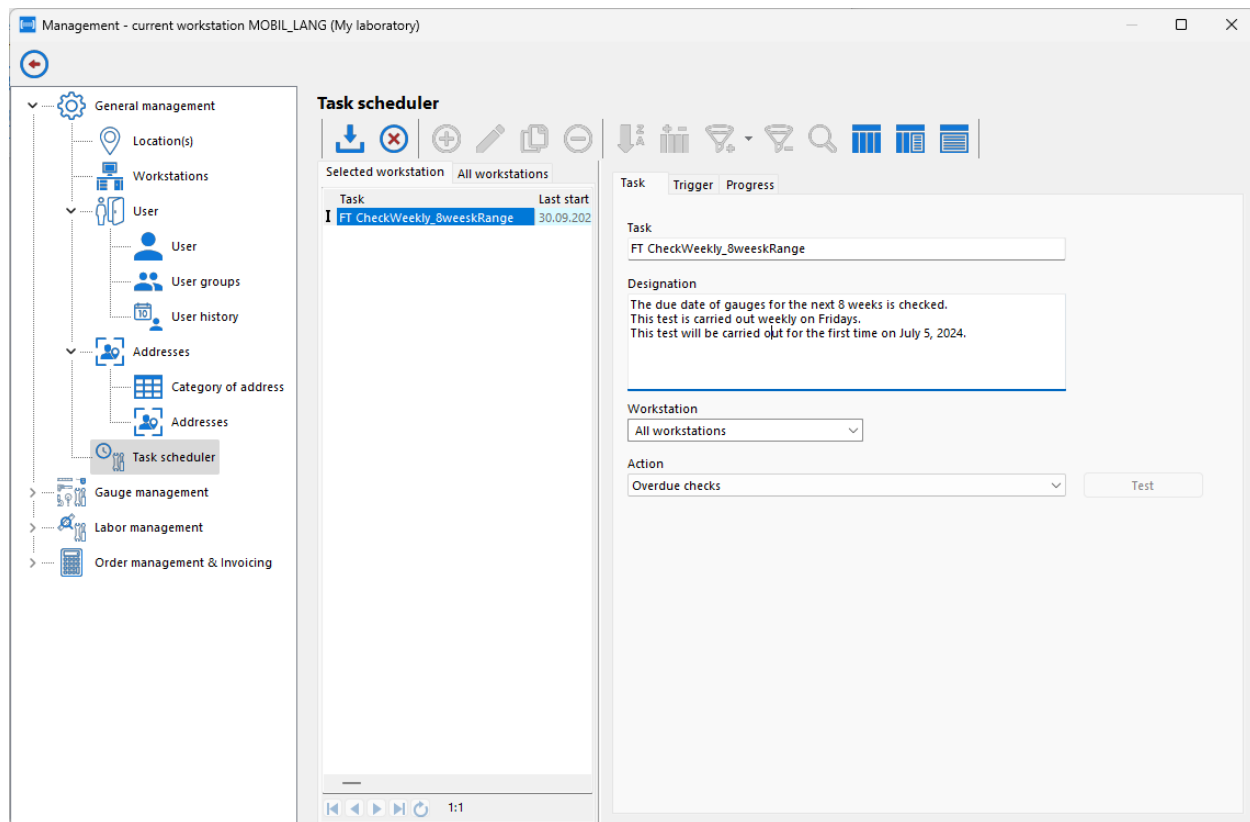 Management - current workstation MOBIL_LANG (My laboratory)
General management
Location(s)
Workstations
User
User
User groups
10
User history
Addresses
Category of address
Addresses
Task scheduler
Gauge management
Labor management
Order management & Invoicing
Task scheduler
Z
A
Selected workstation
All workstations
Task
Last start
FT CheckWeekly_8weeskRange
30.09.202
1:1
Task
Trigger
Progress
Task
FT CheckWeekly_8weeskRange
Designation
The due date of gauges for the next 8 weeks is checked.
This test is carried out weekly on Fridays.
This test will be carried out for the first time on July 5, 2024.
Workstation
All workstations
Action
Overdue checks
Test